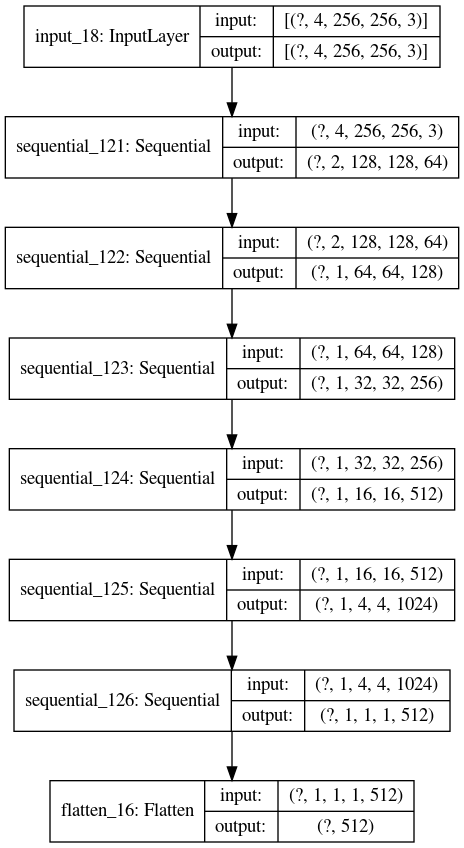 input_18: InputLayer
input: [(?, 4, 256, 256, 3)]
output: [(?, 4, 256, 256, 3)]
sequential_121: Sequential
input: (?, 4, 256, 256, 3)
output: (?, 2, 128, 128, 64)
sequential_122: Sequential
input: (?, 2, 128, 128, 64)
output: (?, 1, 64, 64, 128)
sequential_123: Sequential
input: (?, 1, 64, 64, 128)
output: (?, 1, 32, 32, 256)
sequential_124: Sequential
input: (?, 1, 32, 32, 256)
output: (?, 1, 16, 16, 512)
sequential_125: Sequential
input: (?, 1, 16, 16, 512)
output: (?, 1, 4, 4, 1024)
sequential_126: Sequential
input: (?, 1, 4, 4, 1024)
output: (?, 1, 1, 1, 512)
flatten_16: Flatten
input: (?, 1, 1, 1, 512)
output: (?, 512)